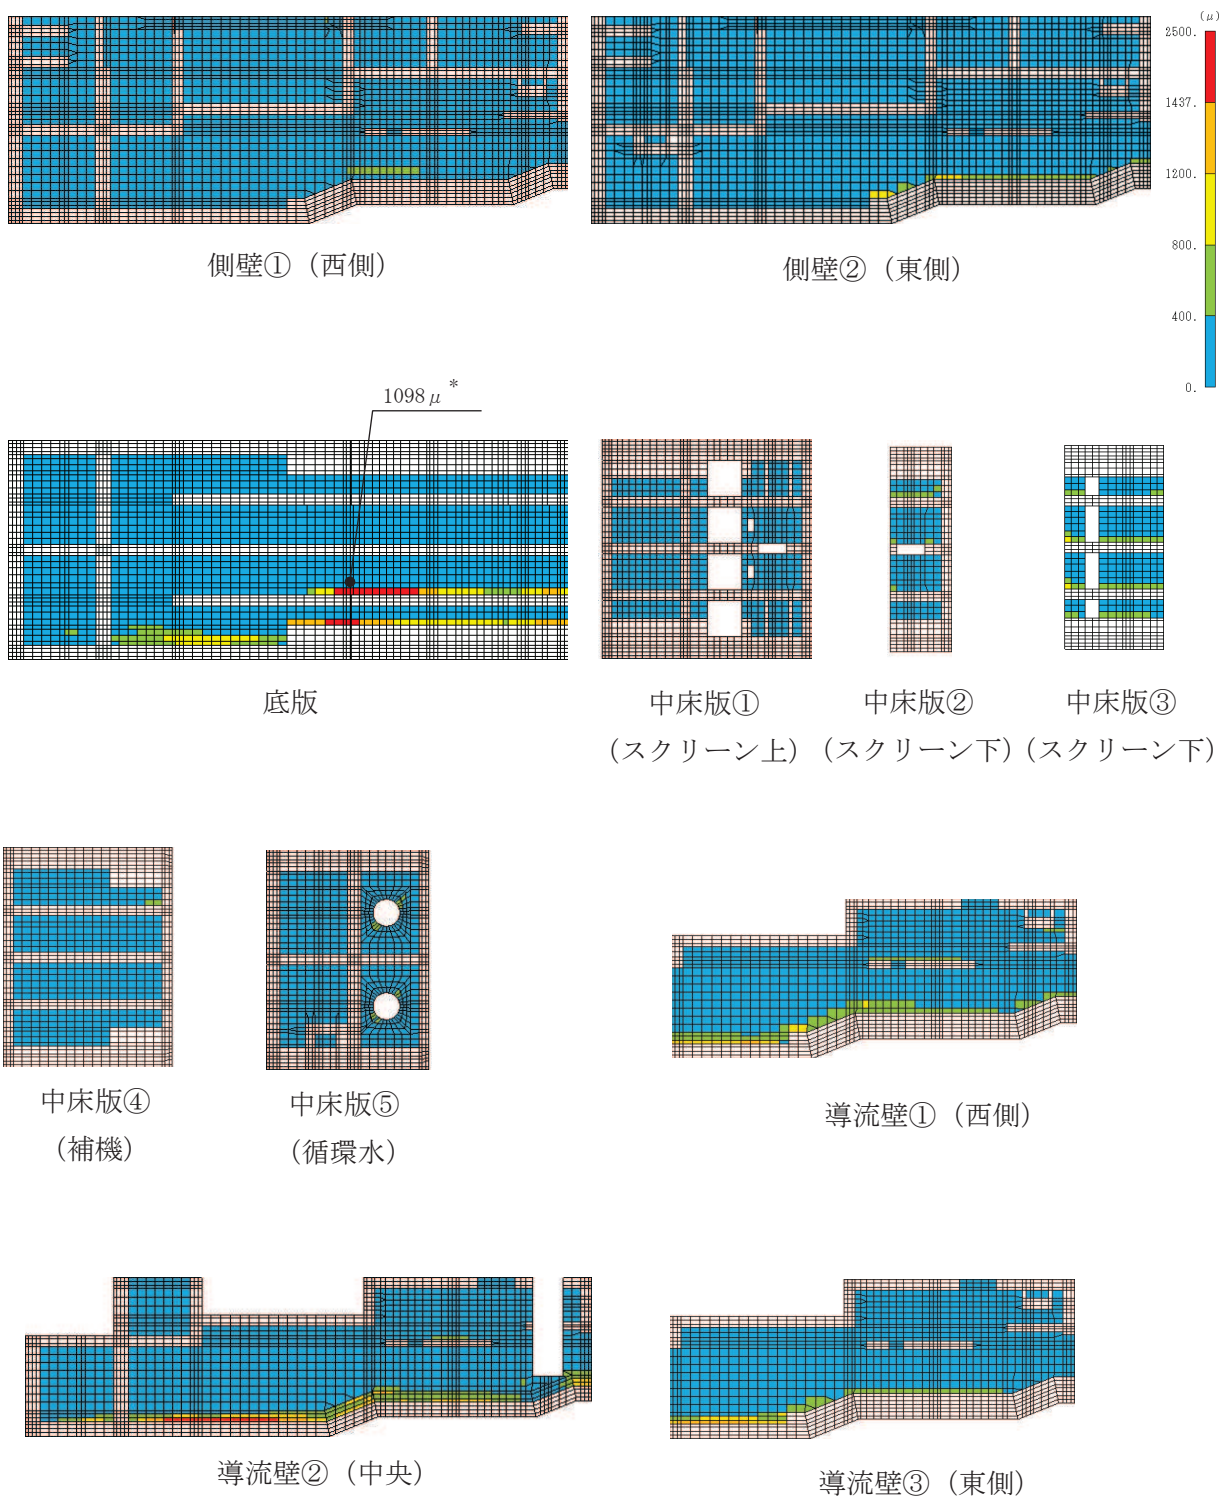 (μ)
2500.
1437.
1200.
800.
400.
0.
側壁①（西側）
側壁②（東側）
1098μ*
底版
中床版①
（スクリーン上）
中床版②
（スクリーン下）
中床版③
（スクリーン下）
中床版④
（補機）
中床版⑤
（循環水）
導流壁①（西側）
導流壁②（中央）
導流壁③（東側）